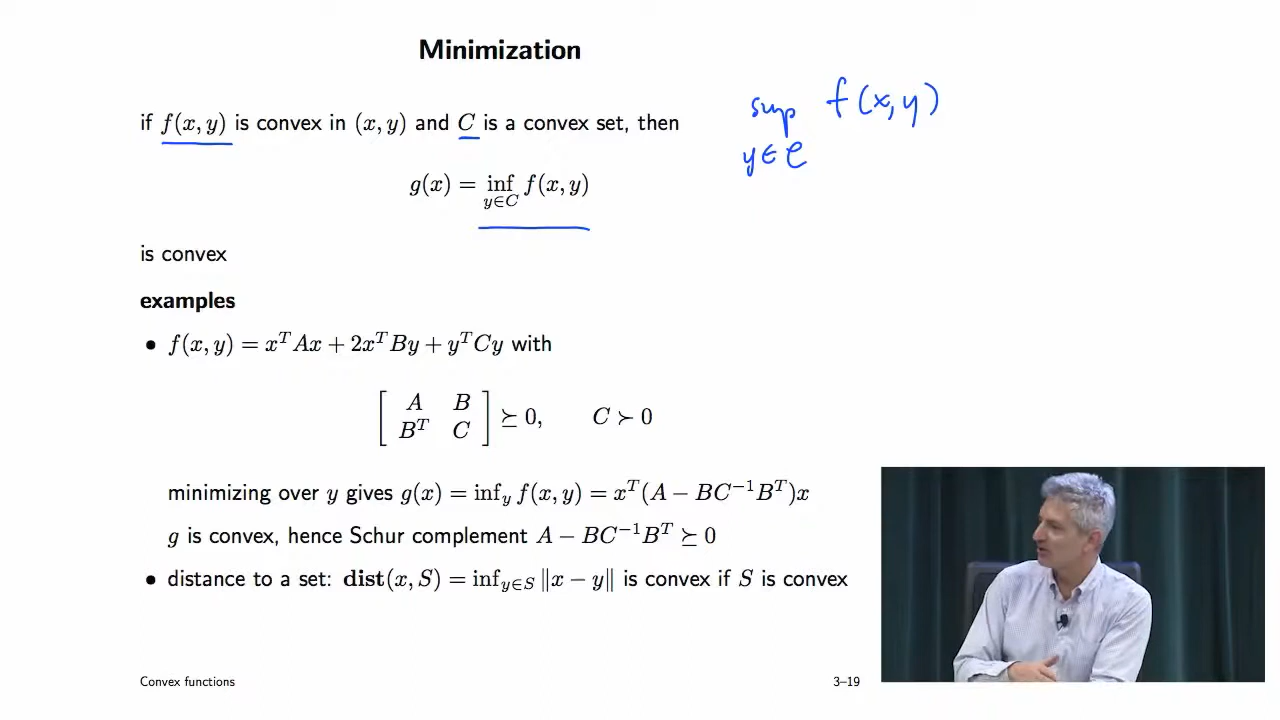 Minimization
if f(x, y) is convex in (x, y) and C is a convex set, then
g(x) = inf_{y∈C} f(x, y)
sup_{y∈C} f(x, y)
is convex
examples
• f(x, y) = x^T Ax + 2x^T By + y^T Cy with
[ A B
B^T C ] ⪰ 0, C ≻ 0
minimizing over y gives g(x) = inf_y f(x, y) = x^T(A − BC^{−1}B^T)x
g is convex, hence Schur complement A − BC^{−1}B^T ⪰ 0
• distance to a set: dist(x, S) = inf_{y∈S} ‖x − y‖ is convex if S is convex
Convex functions 3–19